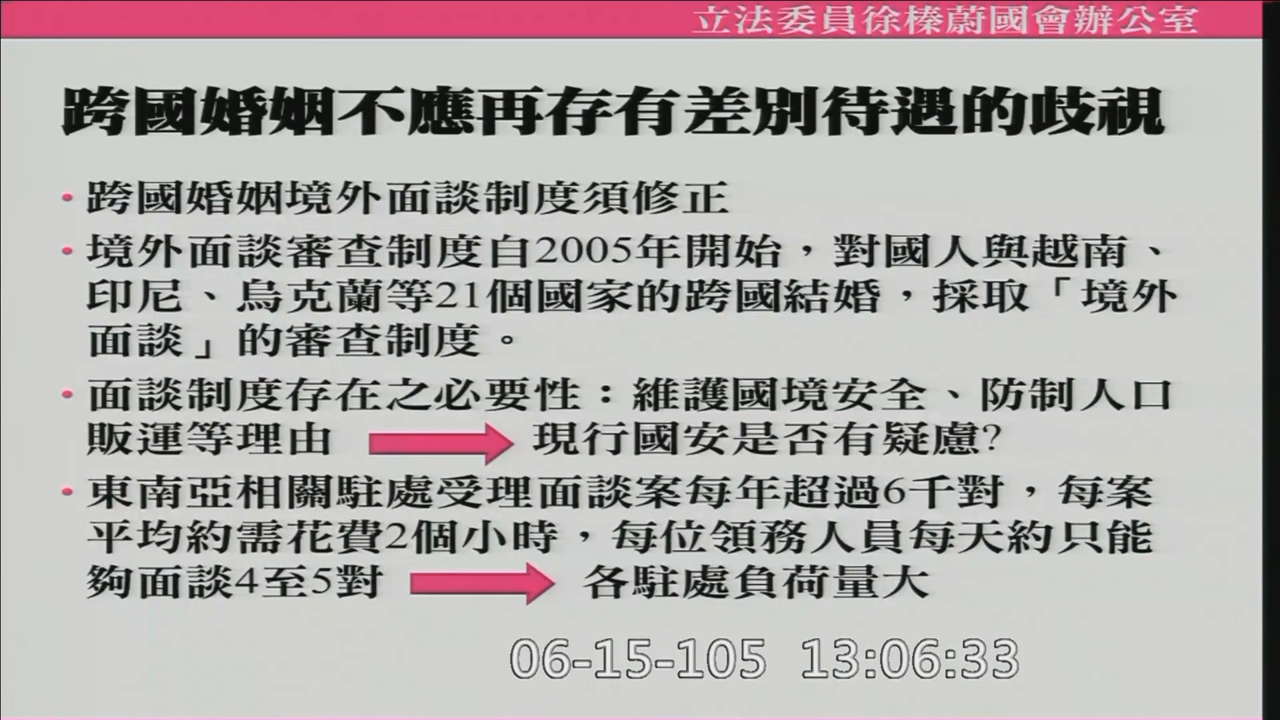 立法委員徐榛蔚國會辦公室
跨國婚姻不應再存有差別待遇的歧視
•跨國婚姻境外面談制度須修正
•境外面談審查制度自2005年開始，對國人與越南、
印尼、烏克蘭等21個國家的跨國結婚，採取「境外
面談」的審查制度。
•面談制度存在之必要性：維護國境安全、防制人口
販運等理由 現行國安是否有疑慮?
•東南亞相關駐處受理面談案每年超過6千對，每案
平均約需花費2個小時，每位領務人員每天約只能
夠面談4至5對 各駐處負荷量大
06-15-105 13:06:33